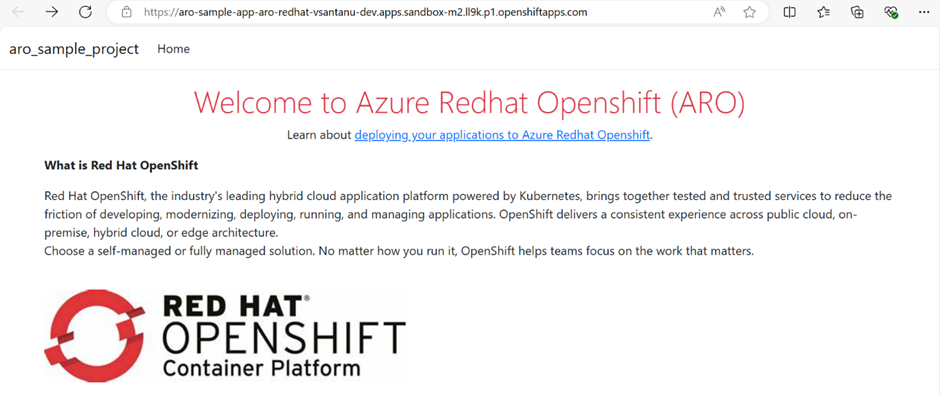 https://aro-sample-app-aro-redhat-vsantanu-dev.apps.sandbox-m2.ll9k.p1.openshiftapps.com
aro_sample_project Home
Welcome to Azure Redhat Openshift (ARO)
Learn about deploying your applications to Azure Redhat Openshift.
What is Red Hat OpenShift
Red Hat OpenShift, the industry's leading hybrid cloud application platform powered by Kubernetes, brings together tested and trusted services to reduce the
friction of developing, modernizing, deploying, running, and managing applications. OpenShift delivers a consistent experience across public cloud, on-
premise, hybrid cloud, or edge architecture.
Choose a self-managed or fully managed solution. No matter how you run it, OpenShift helps teams focus on the work that matters.
RED HAT®
OPENSHIFT
Container Platform